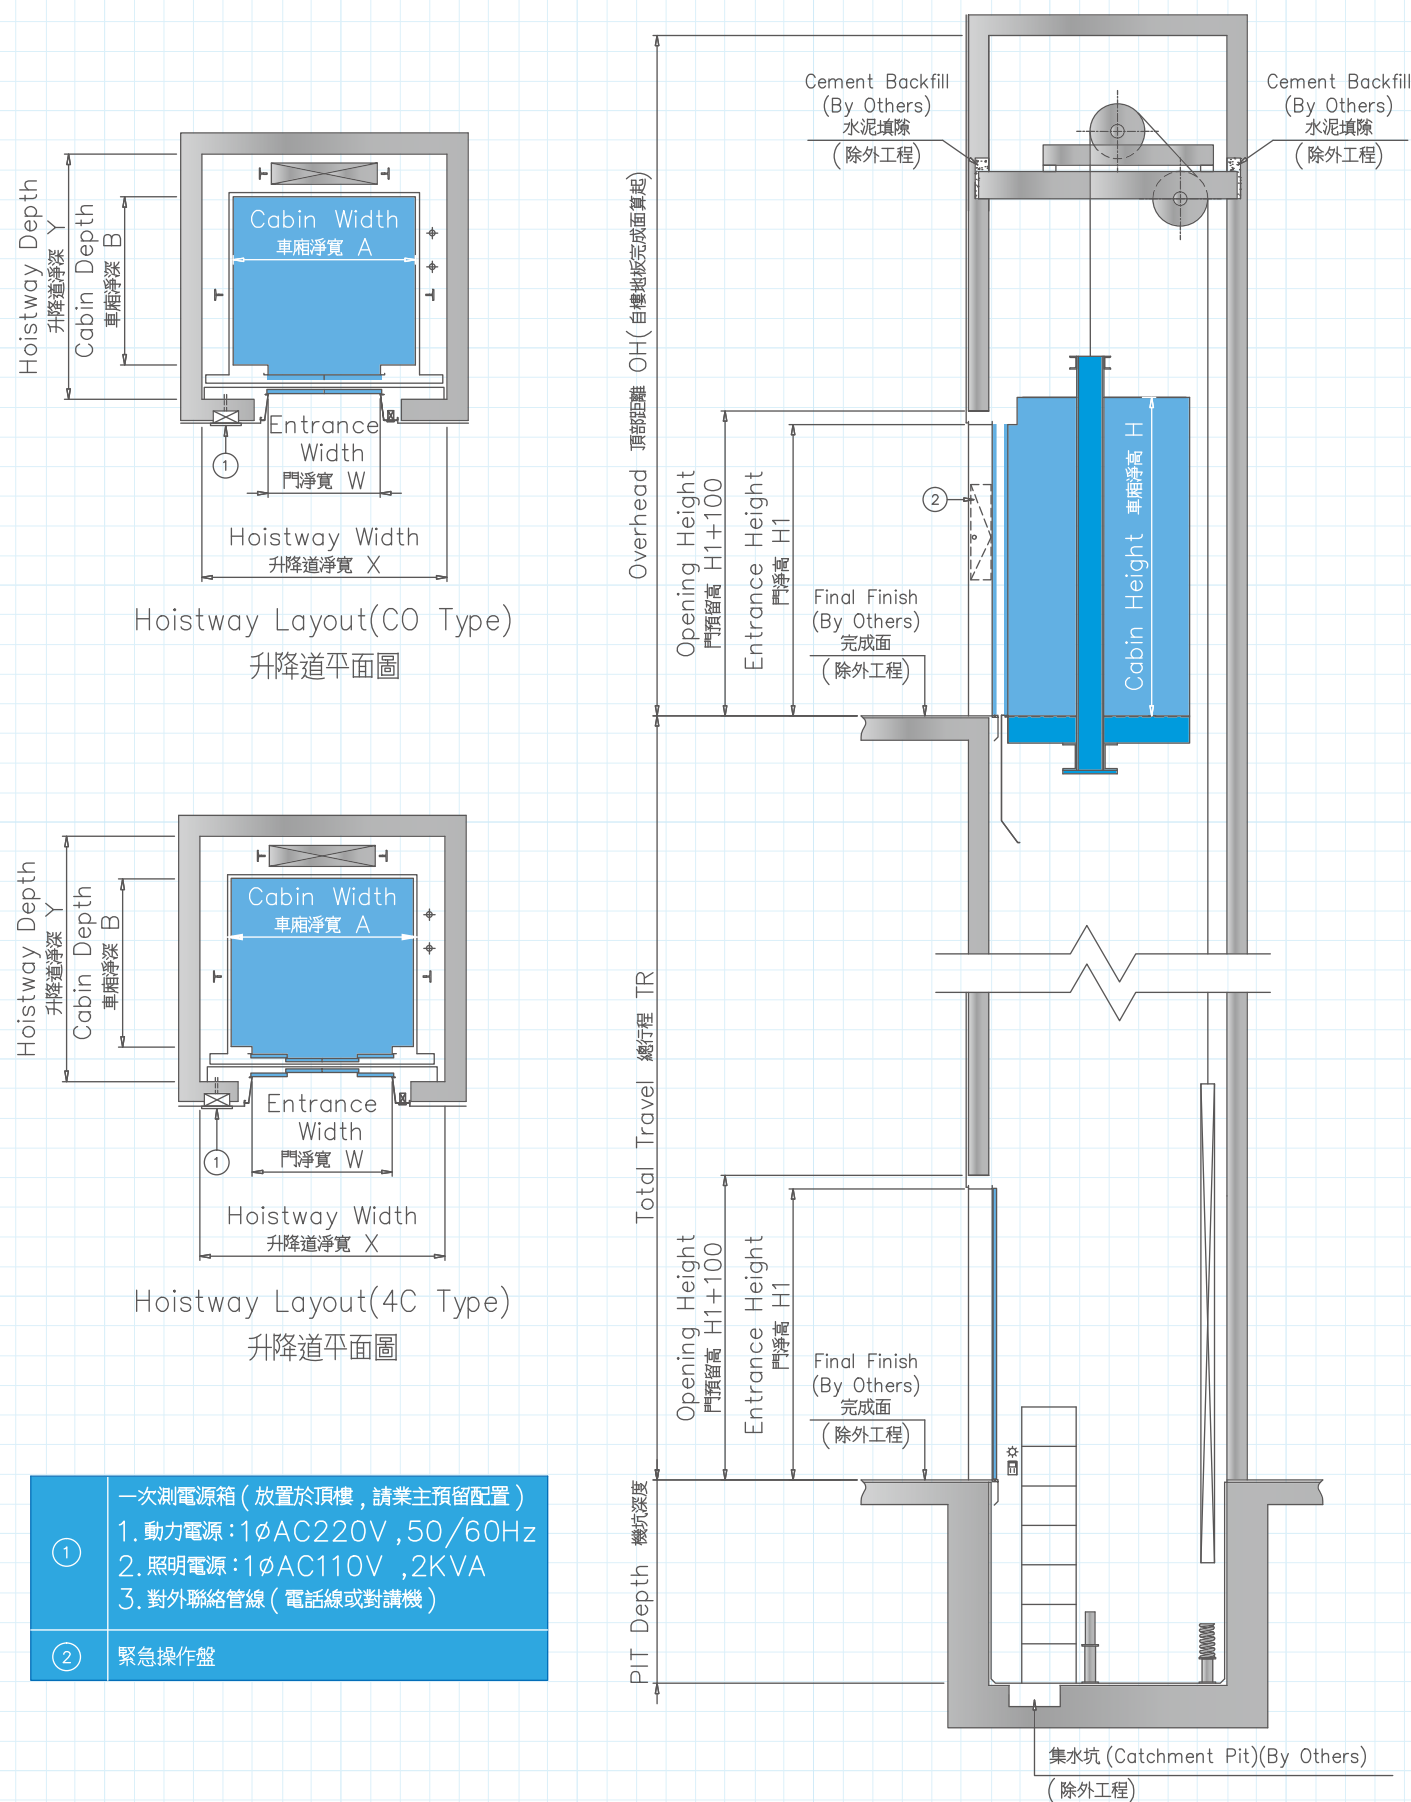 Hoistway Depth
升降道淨深 Y
Cabin Depth
車廂淨深 B
Cabin Width
車廂淨寬 A
Entrance
Width
門淨寬 W
1
Hoistway Width
升降道淨寬 X
Hoistway Layout(CO Type)
升降道平面圖
Hoistway Depth
升降道淨深 Y
Cabin Depth
車廂淨深 B
Cabin Width
車廂淨寬 A
Entrance
Width
門淨寬 W
1
Hoistway Width
升降道淨寬 X
Hoistway Layout(4C Type)
升降道平面圖
1
一次測電源箱(放置於頂樓,請業主預留配置)
1.動力電源:1øAC220V,50/60Hz
2.照明電源:1øAC110V ,2KVA
3.對外聯絡管線(電話線或對講機)
2
緊急操作盤
Cement Backfill
(By Others)
水泥填隙
(除外工程)
Cement Backfill
(By Others)
水泥填隙
(除外工程)
Overhead 頂部距離 OH(自樓地板完成面算起)
Opening Height
門預留高 H1+100
Entrance Height
門淨高 H1
2
Final Finish
(By Others)
完成面
(除外工程)
Cabin Height 車廂淨高 H
Total Travel 總行程 TR
Opening Height
門預留高 H1+100
Entrance Height
門淨高 H1
Final Finish
(By Others)
完成面
(除外工程)
PIT Depth 機坑深度
集水坑(Catchment Pit)(By Others)
(除外工程)